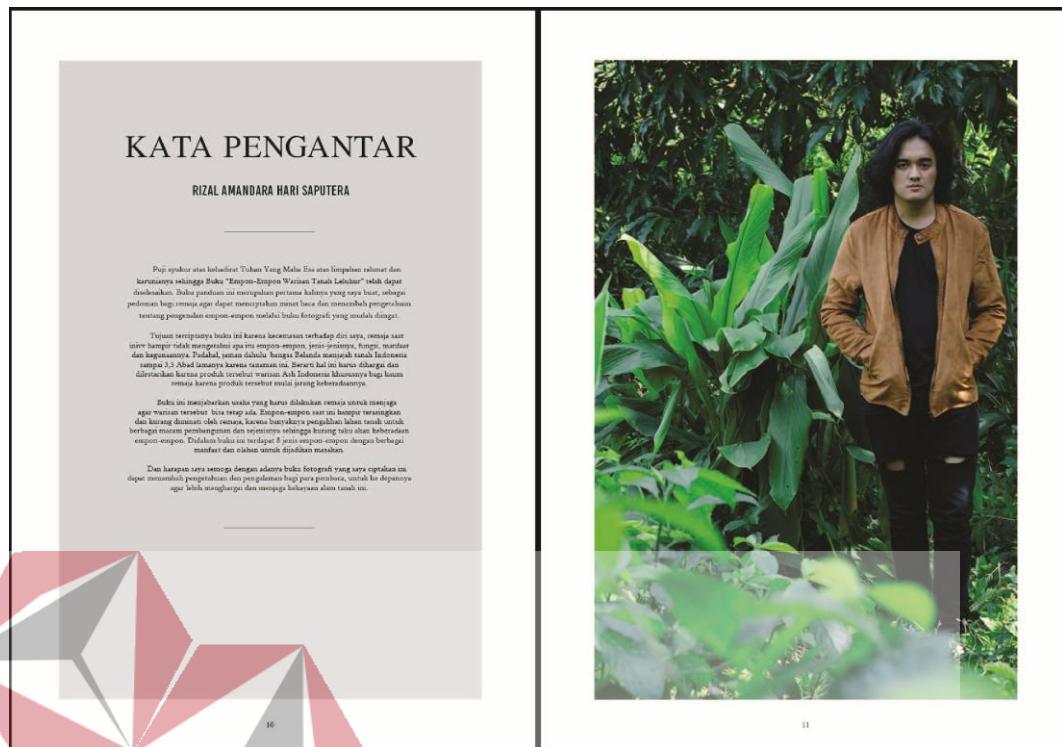 KATA PENGANTAR
RIZAL AMANDARA HARI SAPUTERA
Puji syukur atas kehadirat Tuhan Yang Maha Esa atas limpahan rahmat dan
karunianya sehingga Buku "Empon-Empon Warisan Tanah Leluhur" telah dapat
diselesaikan. Buku panduan ini merupakan pertama kalinya yang saya buat, sebagai
pedoman bagi remaja agar dapat menciptahan minat baca dan menambah pengetahuan
tentang pengenalan empon-empon melalui buku fotografi yang mudah diingat.
Tujuan terciptanya buku ini karena kecemasan terhadap diri saya, remaja saat
inivv hampir tidak mengetahui apa itu empon-empon, jenis-jenisnya, fungsi, manfaat
dan kegunaannya. Padahal, jaman dahulu bangsa Belanda menjajah tanah Indonesia
sampai 3,5 Abad lamanya karena tanaman ini. Berarti hal ini harus dihargai dan
dilestarikan karena produk tersebut warisan Asli Indonesia khususnya bagi kaum
remaja karena produk tersebut mulai jarang keberadaannya.
Buku ini menjabarkan usaha yang harus dilakukan remaja untuk menjaga
agar warisan tersebut bisa tetap ada. Empon-empon saat ini hampir terasingkan
dan kurang diminati oleh remaja, karena banyaknya pengalihan lahan tanah untuk
berbagai macam pembangunan dan sejenisnya sehingga kurang tahu akan keberadaan
empon-empon. Didalam buku ini terdapat 8 jenis empon-empon dengan berbagai
manfaat dan olahan untuk dijadikan masakan.
Dan harapan saya semoga dengan adanya buku fotografi yang saya ciptakan ini
dapat menambah pengetahuan dan pengalaman bagi para pembaca, untuk ke depannya
agar lebih menghargai dan menjaga kekayaan alam tanah ini.
10
11